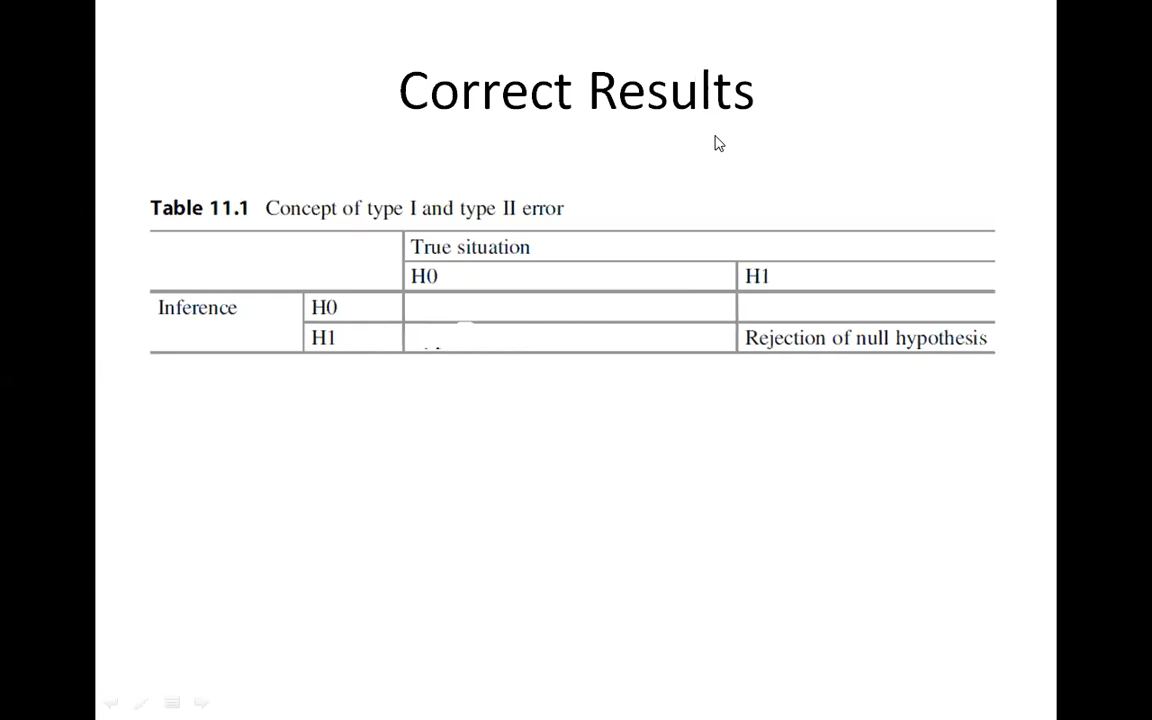 Correct Results
Table 11.1 Concept of type I and type II error
True situation
H0 H1
Inference H0
H1 Rejection of null hypothesis